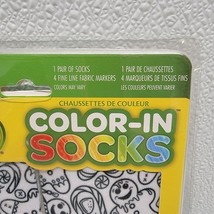 1 PAIR OF SOCKS
4 FINE LINE FABRIC MARKERS
COLORS MAY VARY
1 PAIR DE CHAUSSETTES
4 MARQUEURS DE TISSUS FINS
LES COULEURS PEUVENT VARIER
CHAUSSETTES DE COULEUR
COLOR-IN
SOCKS